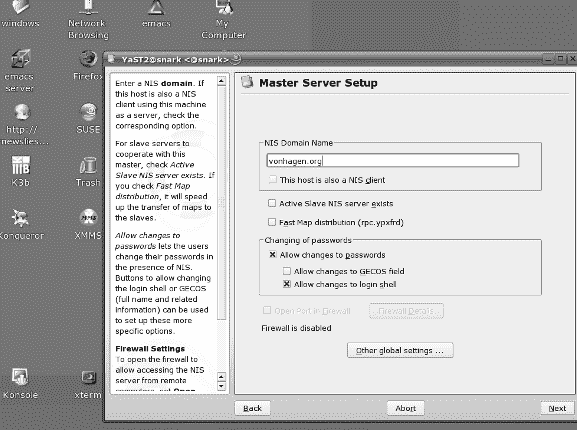 windows
Network
Browsing
emacs
My
Computer
emacs
server
Firefox
http://
newslies...
SUSE
K3b
Trash
Konqueror
XMMS
Konsole
xterm
YaST2@snark <@snark>
Enter a NIS domain. If
this host is also a NIS
client using this machine
as a server, check the
corresponding option.
For slave servers to
cooperate with this
master, check Active
Slave NIS server exists. If
you check Fast Map
distribution, it will speed
up the transfer of maps to
the slaves.
Allow changes to
passwords lets the users
change their passwords in
the presence of NIS.
Buttons to allow changing
the login shell or GECOS
(full name and related
information) can be used
to set up these more
specific options.
Firewall Settings
To open the firewall to
allow accessing the NIS
server from remote
Master Server Setup
NIS Domain Name
vonhagen.org
This host is also a NIS client
Active Slave NIS server exists
Fast Map distribution (rpc.ypxfrd)
Changing of passwords
Allow changes to passwords
Allow changes to GECOS field
Allow changes to login shell
Open Port in Firewall
Firewall Details...
Firewall is disabled
Other global settings ...
Back
Abort
Next